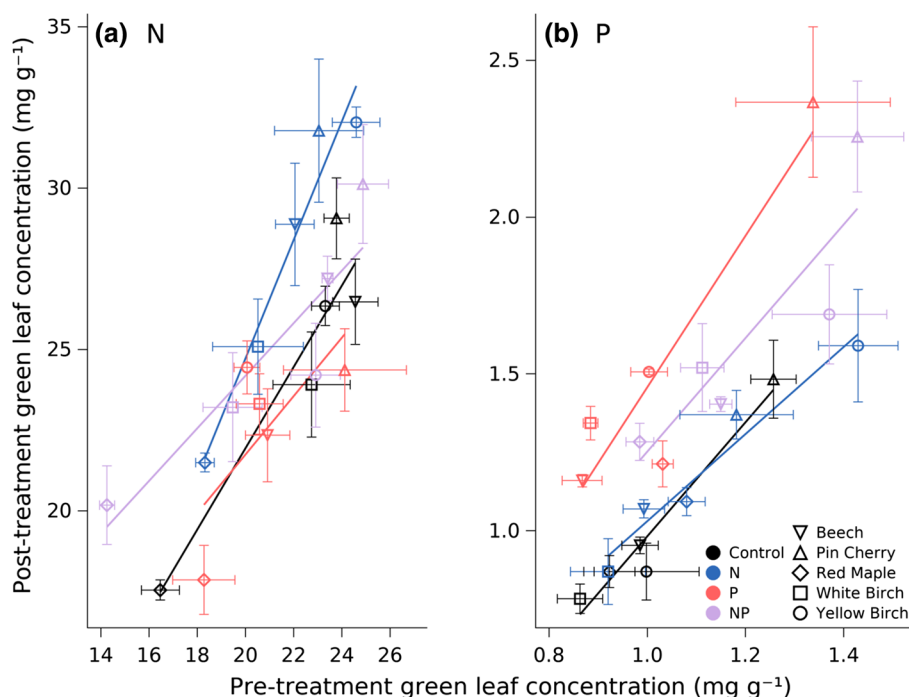 (a) N
(b) P
Post-treatment green leaf concentration (mg g⁻¹)
35
30
25
20
14 16 18 20 22 24 26
2.5
2.0
1.5
1.0
0.8 1.0 1.2 1.4
Control
N
P
NP
Beech
Pin Cherry
Red Maple
White Birch
Yellow Birch
Pre-treatment green leaf concentration (mg g⁻¹)